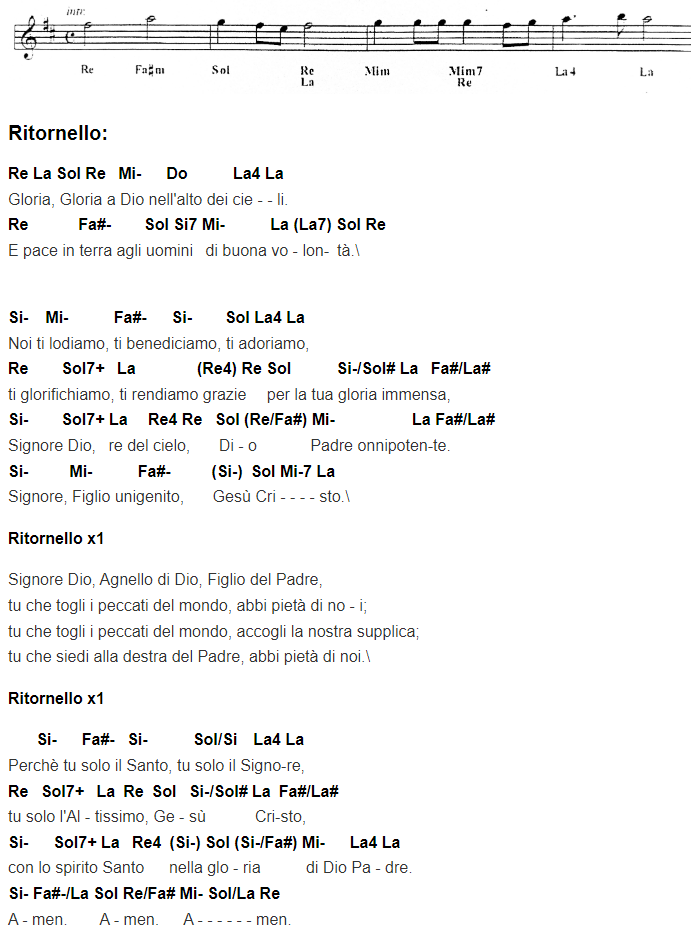 intr.
Re Fa#m Sol Re Mim Mim7 La4 La
La Re
Ritornello:
Re La Sol Re Mi- Do La4 La
Gloria, Gloria a Dio nell'alto dei cie - - li.
Re Fa#- Sol Si7 Mi- La (La7) Sol Re
E pace in terra agli uomini di buona vo - lon- tà.\
Si- Mi- Fa#- Si- Sol La4 La
Noi ti lodiamo, ti benediciamo, ti adoriamo,
Re Sol7+ La (Re4) Re Sol Si-/Sol# La Fa#/La#
ti glorifichiamo, ti rendiamo grazie per la tua gloria immensa,
Si- Sol7+ La Re4 Re Sol (Re/Fa#) Mi- La Fa#/La#
Signore Dio, re del cielo, Di - o Padre onnipoten-te.
Si- Mi- Fa#- (Si-) Sol Mi-7 La
Signore, Figlio unigenito, Gesù Cri - - - - sto.\
Ritornello x1
Signore Dio, Agnello di Dio, Figlio del Padre,
tu che togli i peccati del mondo, abbi pietà di no - i;
tu che togli i peccati del mondo, accogli la nostra supplica;
tu che siedi alla destra del Padre, abbi pietà di noi.\
Ritornello x1
Si- Fa#- Si- Sol/Si La4 La
Perchè tu solo il Santo, tu solo il Signo-re,
Re Sol7+ La Re Sol Si-/Sol# La Fa#/La#
tu solo l'Al - tissimo, Ge - sù Cri-sto,
Si- Sol7+ La Re4 (Si-) Sol (Si-/Fa#) Mi- La4 La
con lo spirito Santo nella glo - ria di Dio Pa - dre.
Si- Fa#-/La Sol Re/Fa# Mi- Sol/La Re
A - men. A - men. A - - - - - - men.